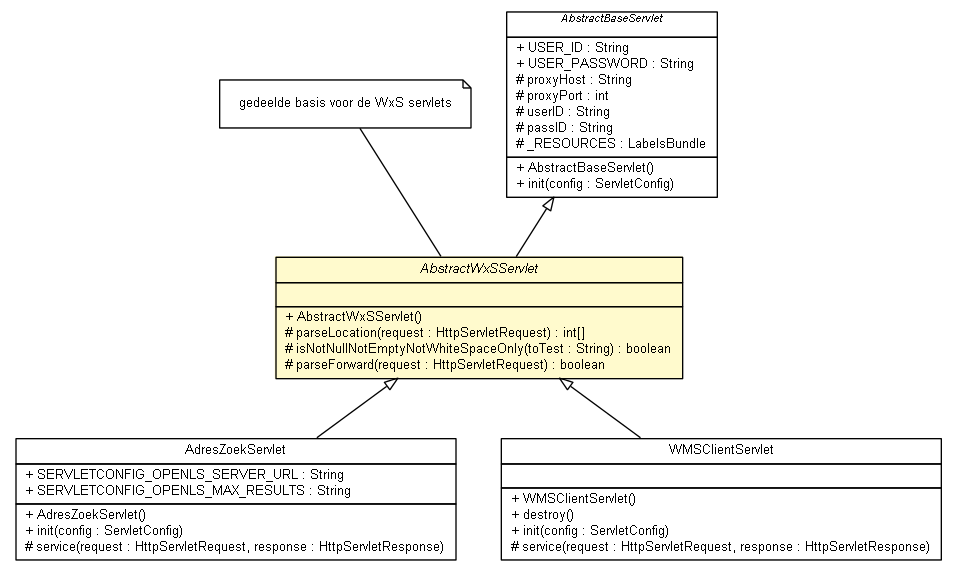 AbstractBaseServlet
+ USER_ID : String
+ USER_PASSWORD : String
# proxyHost : String
# proxyPort : int
# userID : String
# passID : String
# _RESOURCES : LabelsBundle
+ AbstractBaseServlet()
+ init(config : ServletConfig)
gedeelde basis voor de WxS servlets
AbstractWxSServlet
+ AbstractWxSServlet()
# parseLocation(request : HttpServletRequest) : int[]
# isNotNullNotEmptyNotWhiteSpaceOnly(toTest : String) : boolean
# parseForward(request : HttpServletRequest) : boolean
AdresZoekServlet
+ SERVLETCONFIG_OPENLS_SERVER_URL : String
+ SERVLETCONFIG_OPENLS_MAX_RESULTS : String
+ AdresZoekServlet()
+ init(config : ServletConfig)
# service(request : HttpServletRequest, response : HttpServletResponse)
WMSClientServlet
+ WMSClientServlet()
+ destroy()
+ init(config : ServletConfig)
# service(request : HttpServletRequest, response : HttpServletResponse)